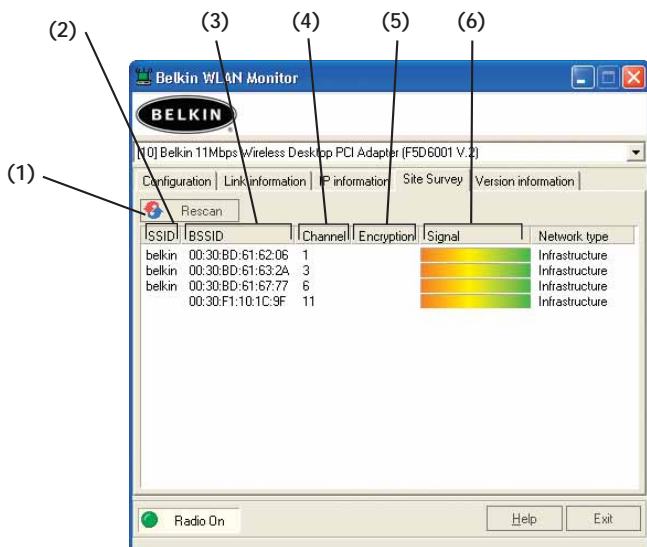 (2) (3) (4) (5) (6)
Belkin WLAN Monitor
BELKIN
[10] Belkin 11Mbps Wireless Desktop PCI Adapter (F5D6001 V.2)
(1)
Configuration Link information IP information Site Survey Version information
Rescan
SSID BSSID Channel Encryption Signal Network type
belkin 00:30:BD:61:62:06 1 Infrastructure
belkin 00:30:BD:61:63:2A 3 Infrastructure
belkin 00:30:BD:61:67:77 6 Infrastructure
00:30:F1:10:1C:9F 11 Infrastructure
Radio On Help Exit